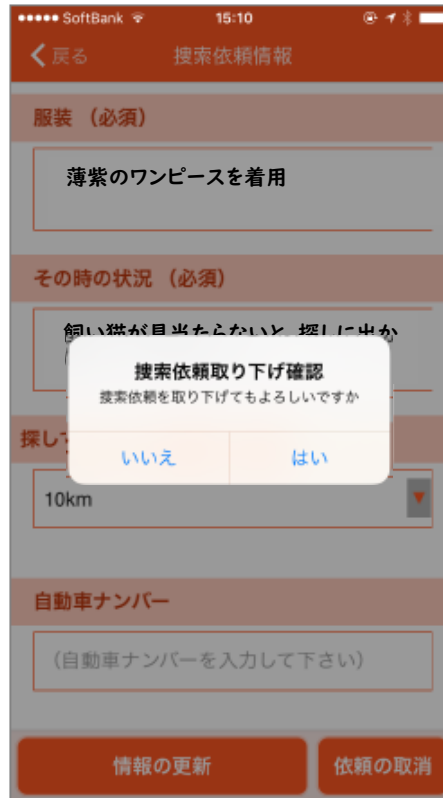 SoftBank 15:10
戻る 捜索依頼情報
服装 （必須）
薄紫のワンピースを着用
その時の状況 （必須）
飼い猫が見当たらないと、探しに出か
捜索依頼取り下げ確認
捜索依頼を取り下げてもよろしいですか
いいえ はい
探し
10km
自動車ナンバー
（自動車ナンバーを入力して下さい）
情報の更新 依頼の取消